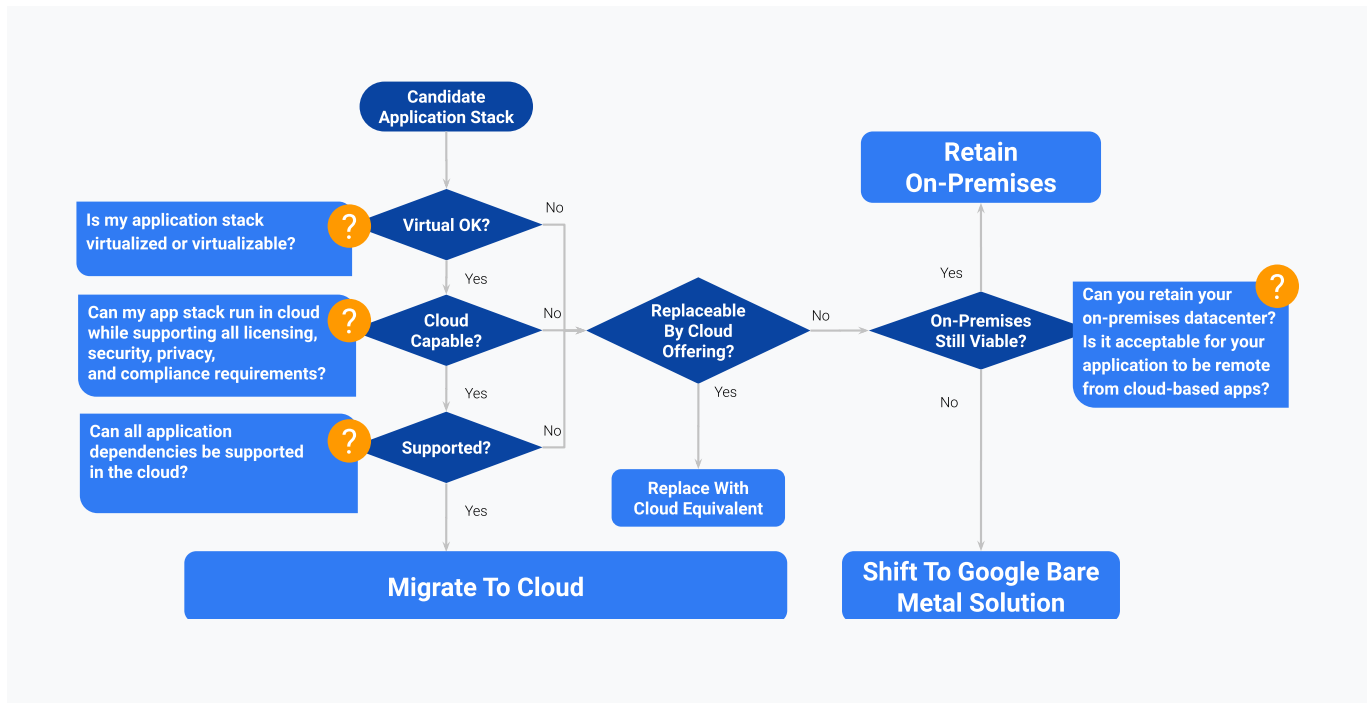 Candidate
Application Stack
Is my application stack
virtualized or virtualizable?
?
Virtual OK?
No
Yes
Can my app stack run in cloud
while supporting all licensing,
security, privacy,
and compliance requirements?
?
Cloud
Capable?
No
Yes
Can all application
dependencies be supported
in the cloud?
?
Supported?
No
Yes
Migrate To Cloud
Replaceable
By Cloud
Offering?
No
Yes
Replace With
Cloud Equivalent
Retain
On-Premises
Yes
On-Premises
Still Viable?
No
?
Can you retain your
on-premises datacenter?
Is it acceptable for your
application to be remote
from cloud-based apps?
Shift To Google Bare
Metal Solution